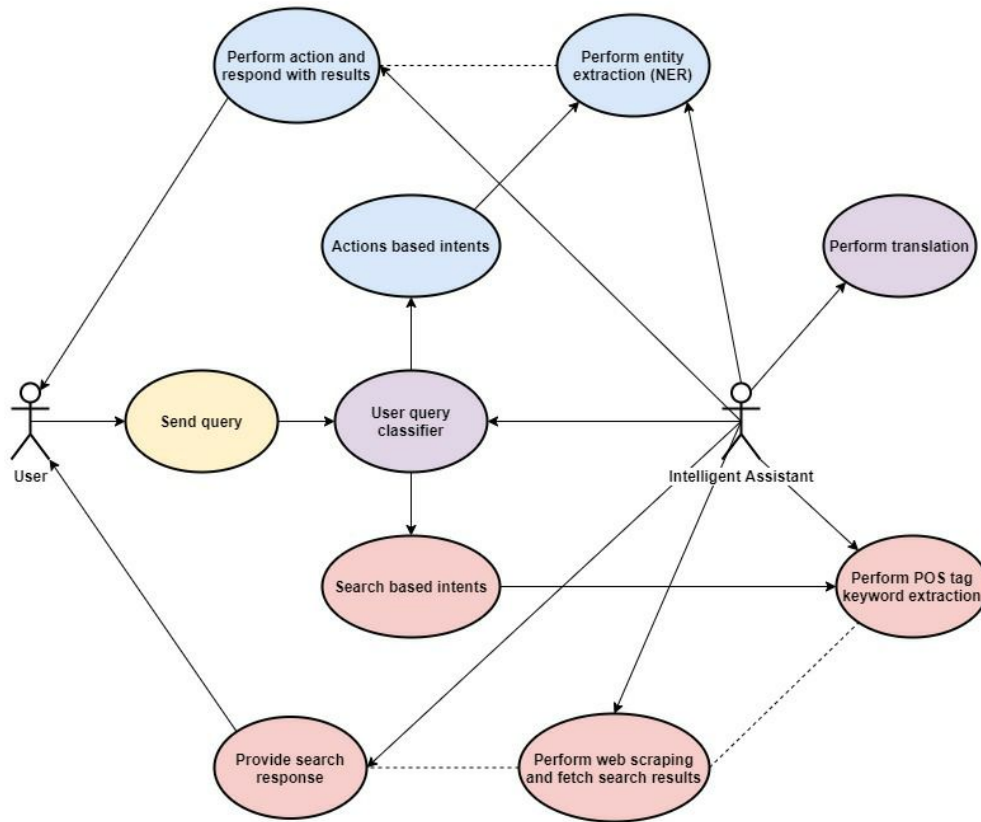 Perform action and
respond with results
Perform entity
extraction (NER)
Actions based intents
Perform translation
Send query
User query
classifier
User
Intelligent Assistant
Search based intents
Perform POS tag
keyword extraction
Provide search
response
Perform web scraping
and fetch search results